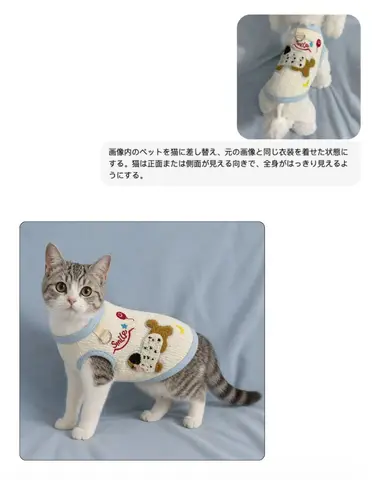 画像内のペットを猫に差し替え、元の画像と同じ衣装を着せた状態に
する。猫は正面または側面が見える向きで、全身がはっきり見えるよ
うにする。
Smile
Smile